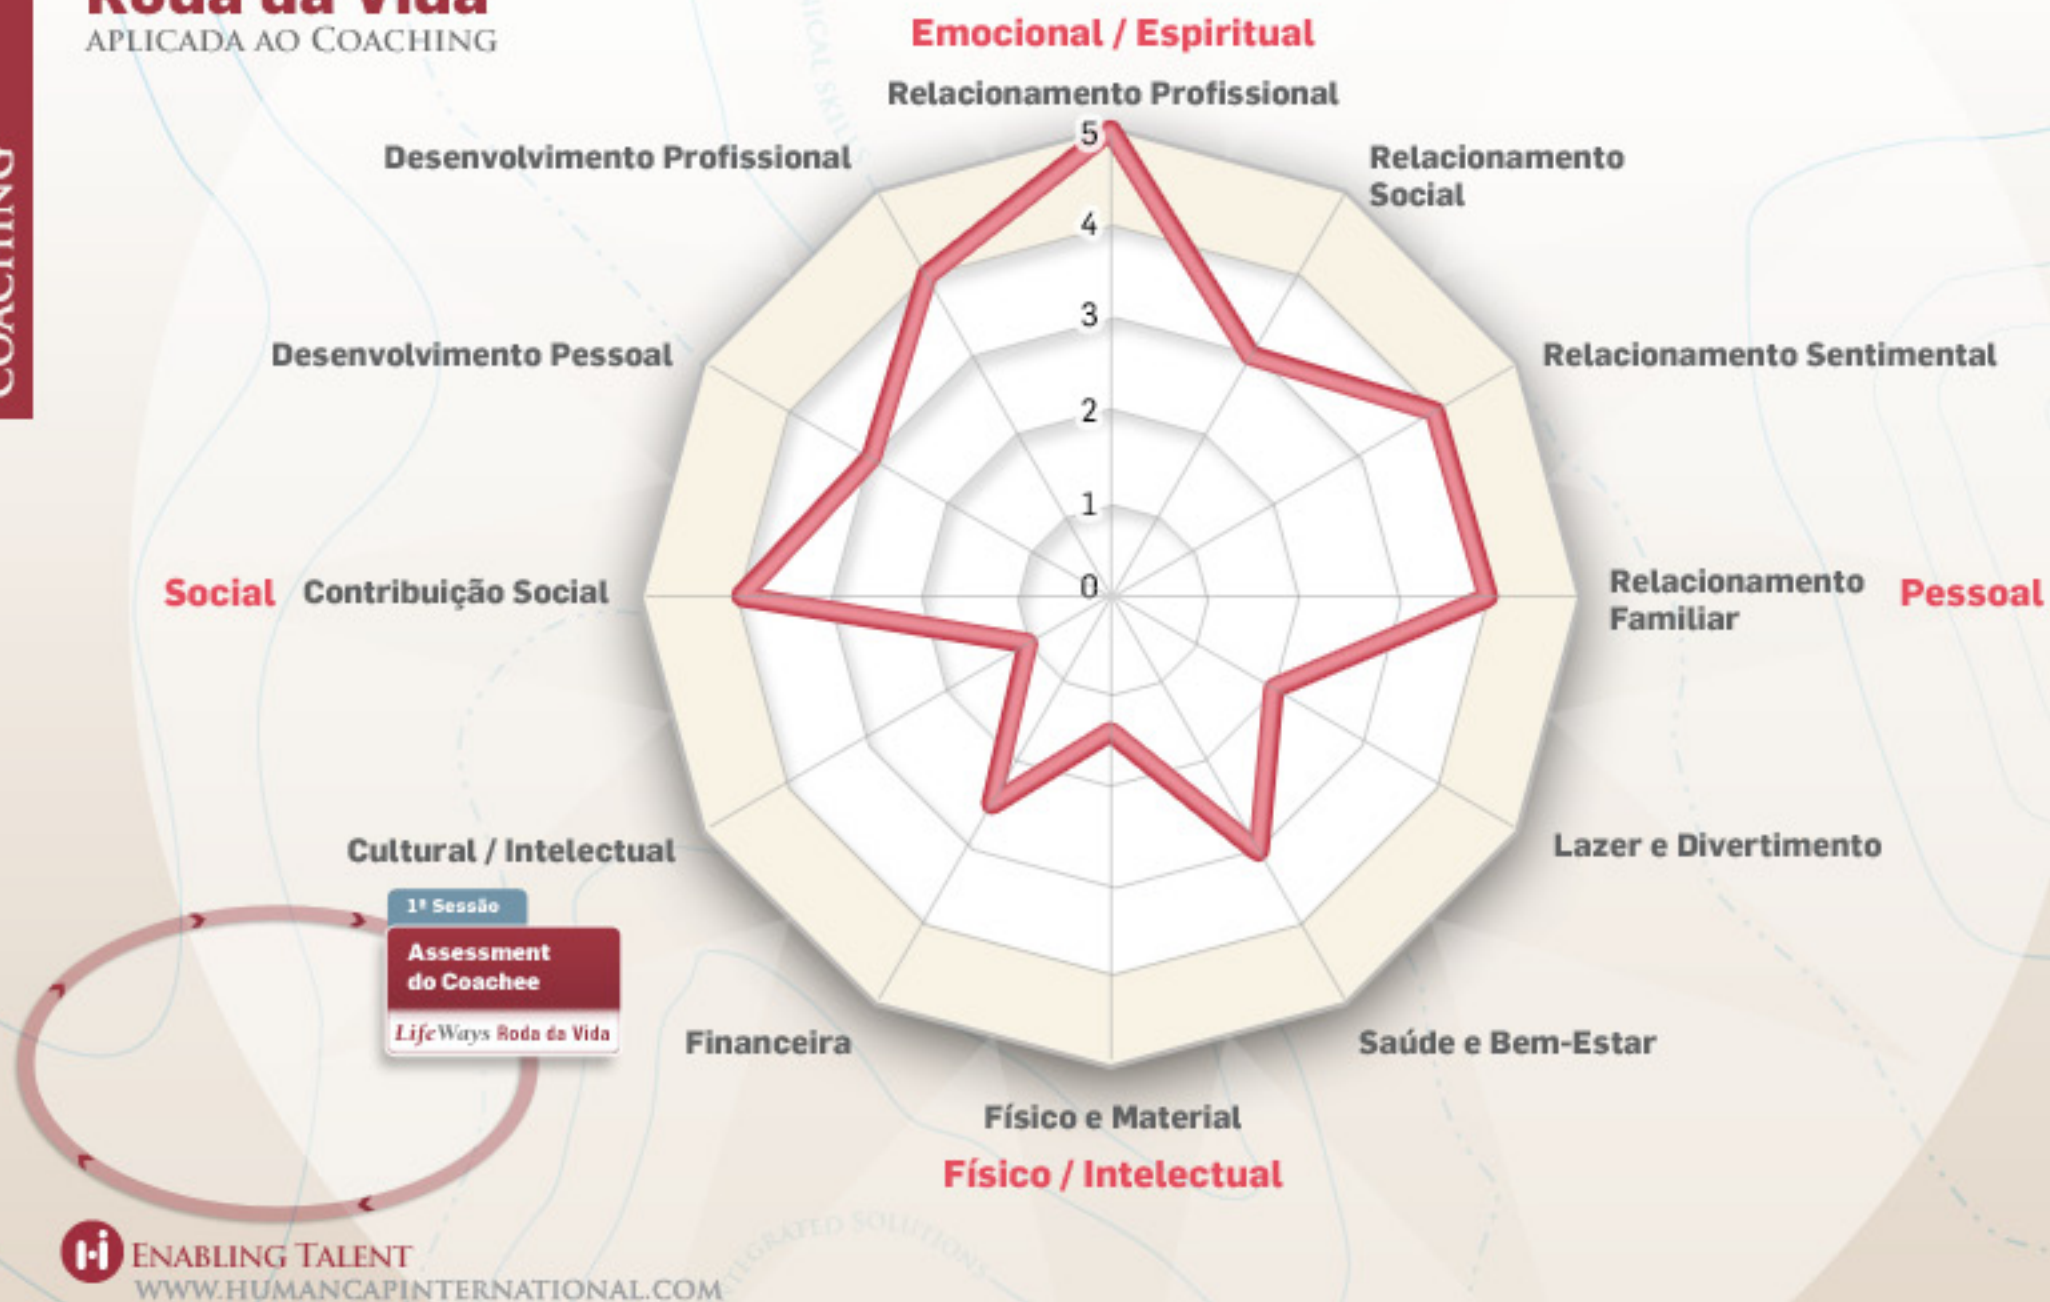 Roda da Vida
APLICADA AO COACHING
COACHING
Emocional / Espiritual
Relacionamento Profissional
Desenvolvimento Profissional
Relacionamento
Social
Desenvolvimento Pessoal
Relacionamento Sentimental
5
4
3
2
1
0
Social
Contribuição Social
Relacionamento
Familiar
Pessoal
Cultural / Intelectual
Lazer e Divertimento
Financeira
Saúde e Bem-Estar
Físico e Material
Físico / Intelectual
1ª Sessão
Assessment
do Coachee
LifeWays Roda da Vida
ENABLING TALENT
WWW.HUMANCAPINTERNATIONAL.COM
SOLUTIONS